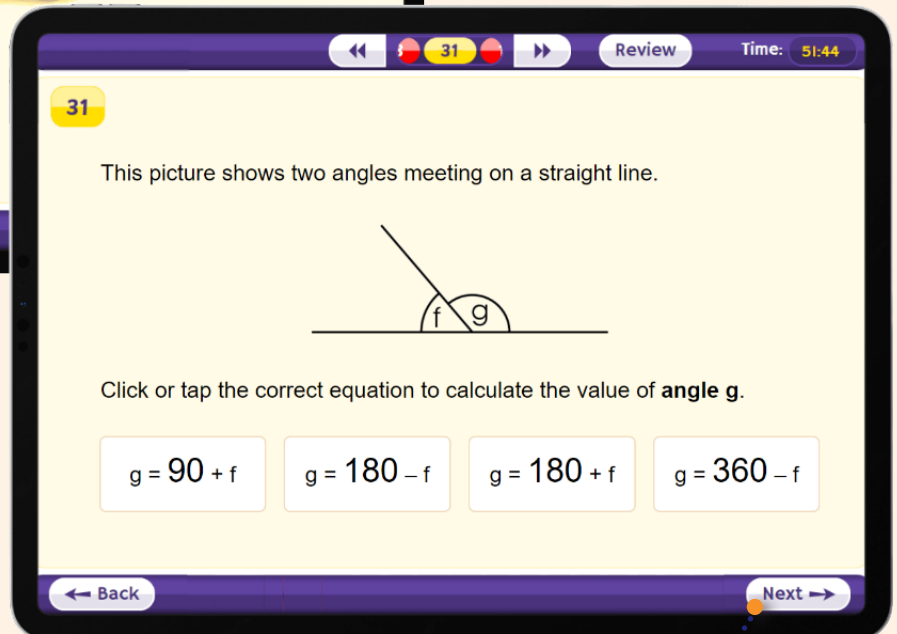 31
Review
Time: 51:44
31
This picture shows two angles meeting on a straight line.
f g
Click or tap the correct equation to calculate the value of angle g.
g = 90 + f
g = 180 – f
g = 180 + f
g = 360 – f
Back
Next